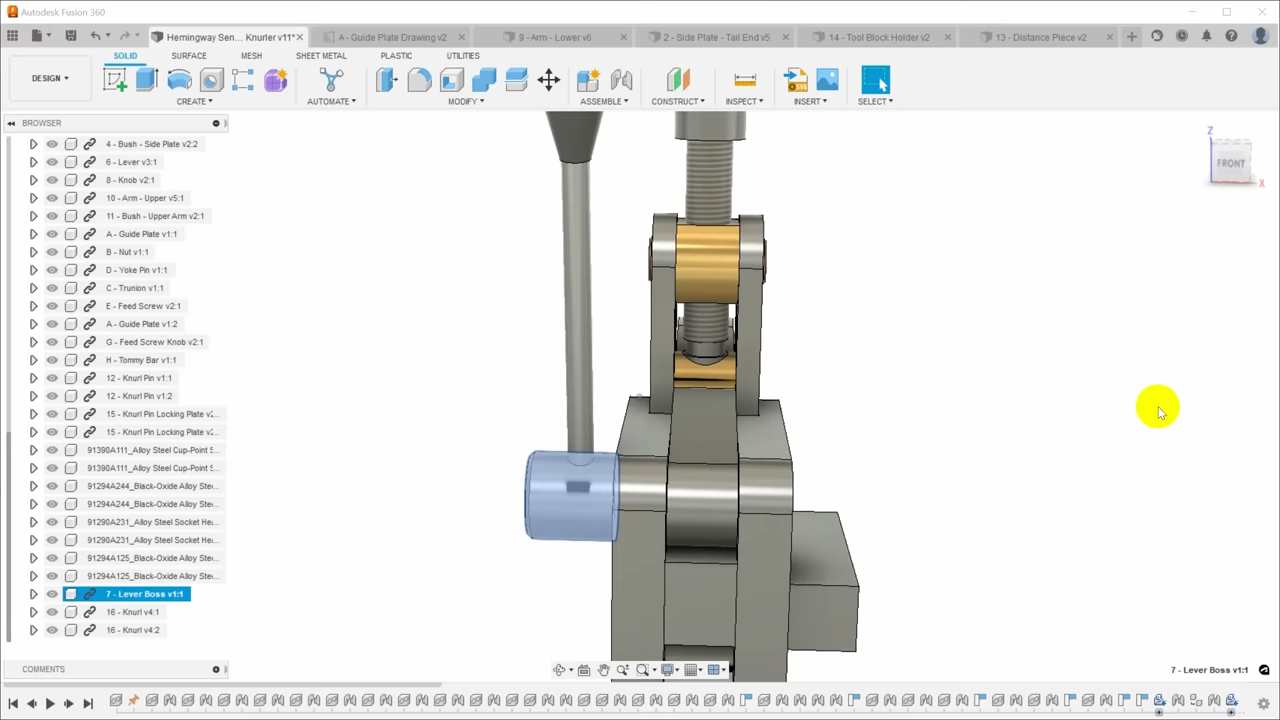 Autodesk Fusion 360
Hemingway Sen... Knurler v11*
A - Guide Plate Drawing v2
9 - Arm - Lower v6
2 - Side Plate - Tail End v5
14 - Tool Block Holder v2
13 - Distance Piece v2
SOLID
SURFACE
MESH
SHEET METAL
PLASTIC
UTILITIES
DESIGN
CREATE
AUTOMATE
MODIFY
ASSEMBLE
CONSTRUCT
INSPECT
INSERT
SELECT
BROWSER
4 - Bush - Side Plate v2:2
6 - Lever v3:1
8 - Knob v2:1
10 - Arm - Upper v5:1
11 - Bush - Upper Arm v2:1
A - Guide Plate v1:1
B - Nut v1:1
D - Yoke Pin v1:1
C - Trunion v1:1
E - Feed Screw v2:1
A - Guide Plate v1:2
G - Feed Screw Knob v2:1
H - Tommy Bar v1:1
12 - Knurl Pin v1:1
12 - Knurl Pin v1:2
15 - Knurl Pin Locking Plate v2...
15 - Knurl Pin Locking Plate v2...
91390A111_Alloy Steel Cup-Point S...
91390A111_Alloy Steel Cup-Point S...
91294A244_Black-Oxide Alloy Stee...
91294A244_Black-Oxide Alloy Stee...
91290A231_Alloy Steel Socket Hea...
91290A231_Alloy Steel Socket Hea...
91294A125_Black-Oxide Alloy Stee...
91294A125_Black-Oxide Alloy Stee...
7 - Lever Boss v1:1
16 - Knurl v4:1
16 - Knurl v4:2
Z
FRONT
X
COMMENTS
7 - Lever Boss v1:1